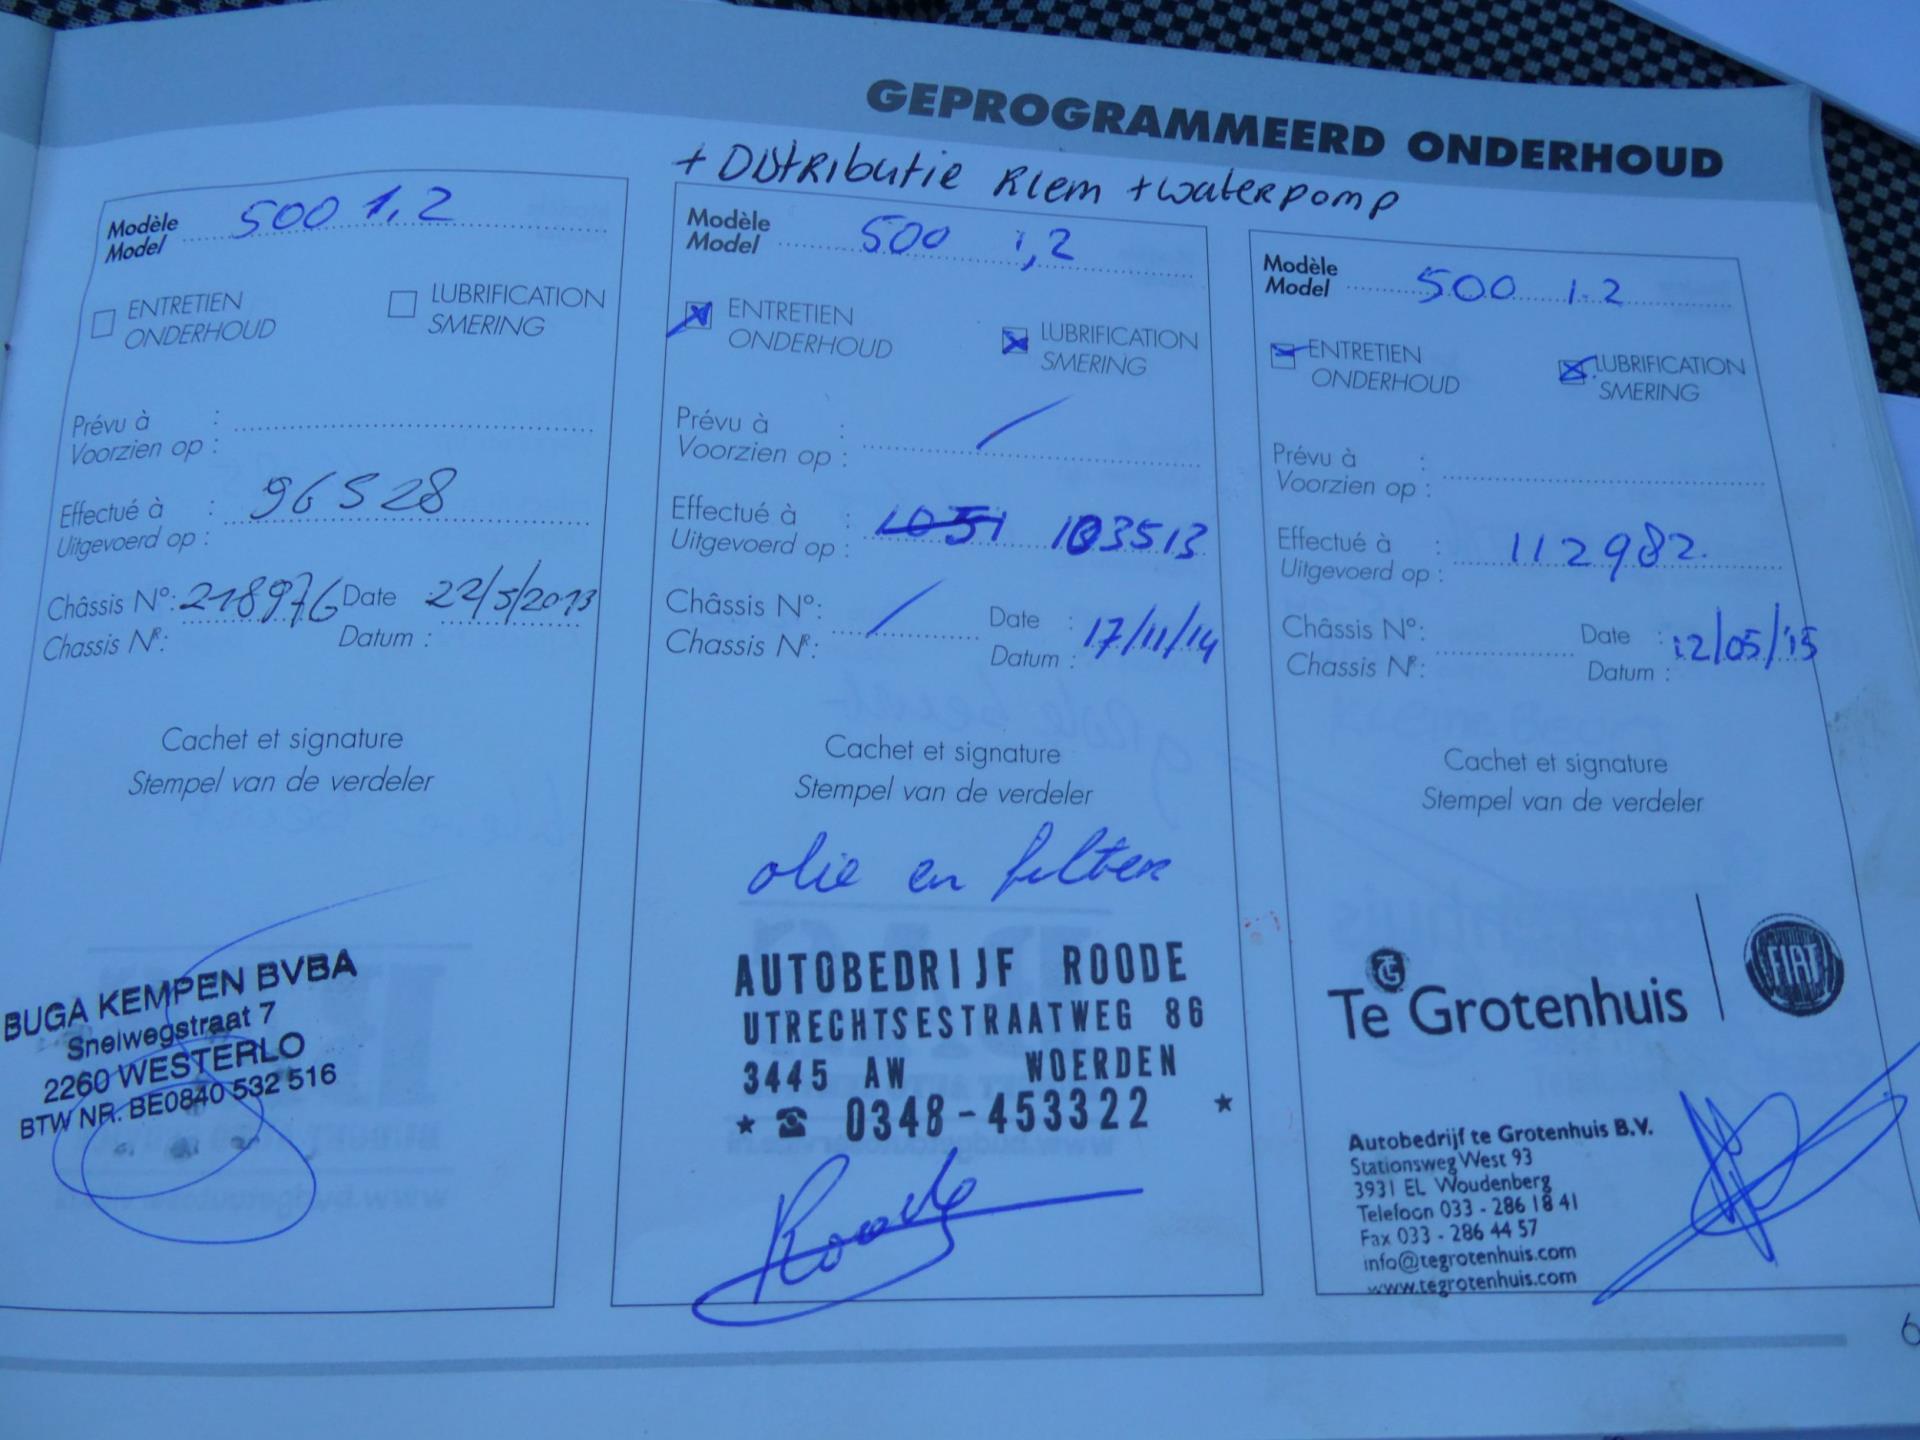 GEPROGRAMMEERD ONDERHOUD
+ Distributie Riem + waterpomp
Modèle
Model
500 1.2
ENTRETIEN
ONDERHOUD
LUBRIFICATION
SMERING
Prévu à :
Voorzien op :
Effectué à :
Uitgevoerd op :
96528
Châssis N°: 218976 Date 22/5/2013
Chassis NR: Datum :
Cachet et signature
Stempel van de verdeler
BUGA KEMPEN BVBA
Snelwegstraat 7
2260 WESTERLO
BTW NR. BE0840 532 516
Modèle
Model
500 1,2
ENTRETIEN
ONDERHOUD
LUBRIFICATION
SMERING
Prévu à :
Voorzien op :
/
Effectué à :
Uitgevoerd op :
1051 103513
Châssis N°: / Date : 17/11/14
Chassis NR: Datum :
Cachet et signature
Stempel van de verdeler
olie en filter
AUTOBEDRIJF ROODE
UTRECHTSESTRAATWEG 86
3445 AW WOERDEN
★ ☎ 0348-453322 ★
Roode
Modèle
Model
500 1.2
ENTRETIEN
ONDERHOUD
LUBRIFICATION
SMERING
Prévu à :
Voorzien op :
Effectué à :
Uitgevoerd op :
112982
Châssis N°: Date : 12/05/'15
Chassis NR: Datum :
Cachet et signature
Stempel van de verdeler
Te Grotenhuis
FIAT
Autobedrijf te Grotenhuis B.V.
Stationsweg West 93
3931 EL Woudenberg
Telefoon 033 - 286 18 41
Fax 033 - 286 44 57
info@tegrotenhuis.com
www.tegrotenhuis.com